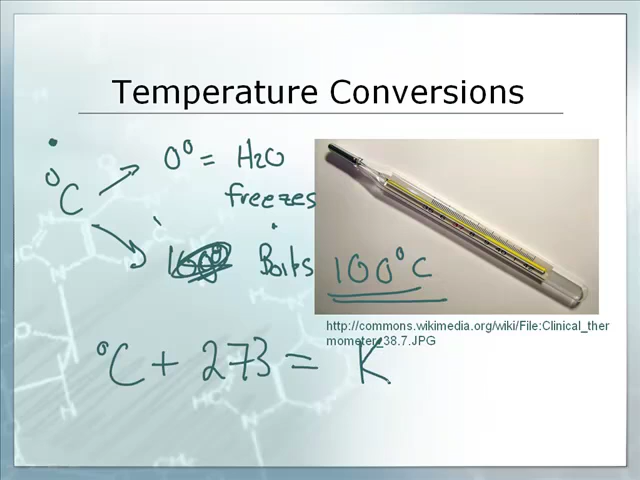 Temperature Conversions
°C
0° = H2O
freezes
Boils 100°C
http://commons.wikimedia.org/wiki/File:Clinical_ther
mometer_38.7.JPG
°C + 273 = K